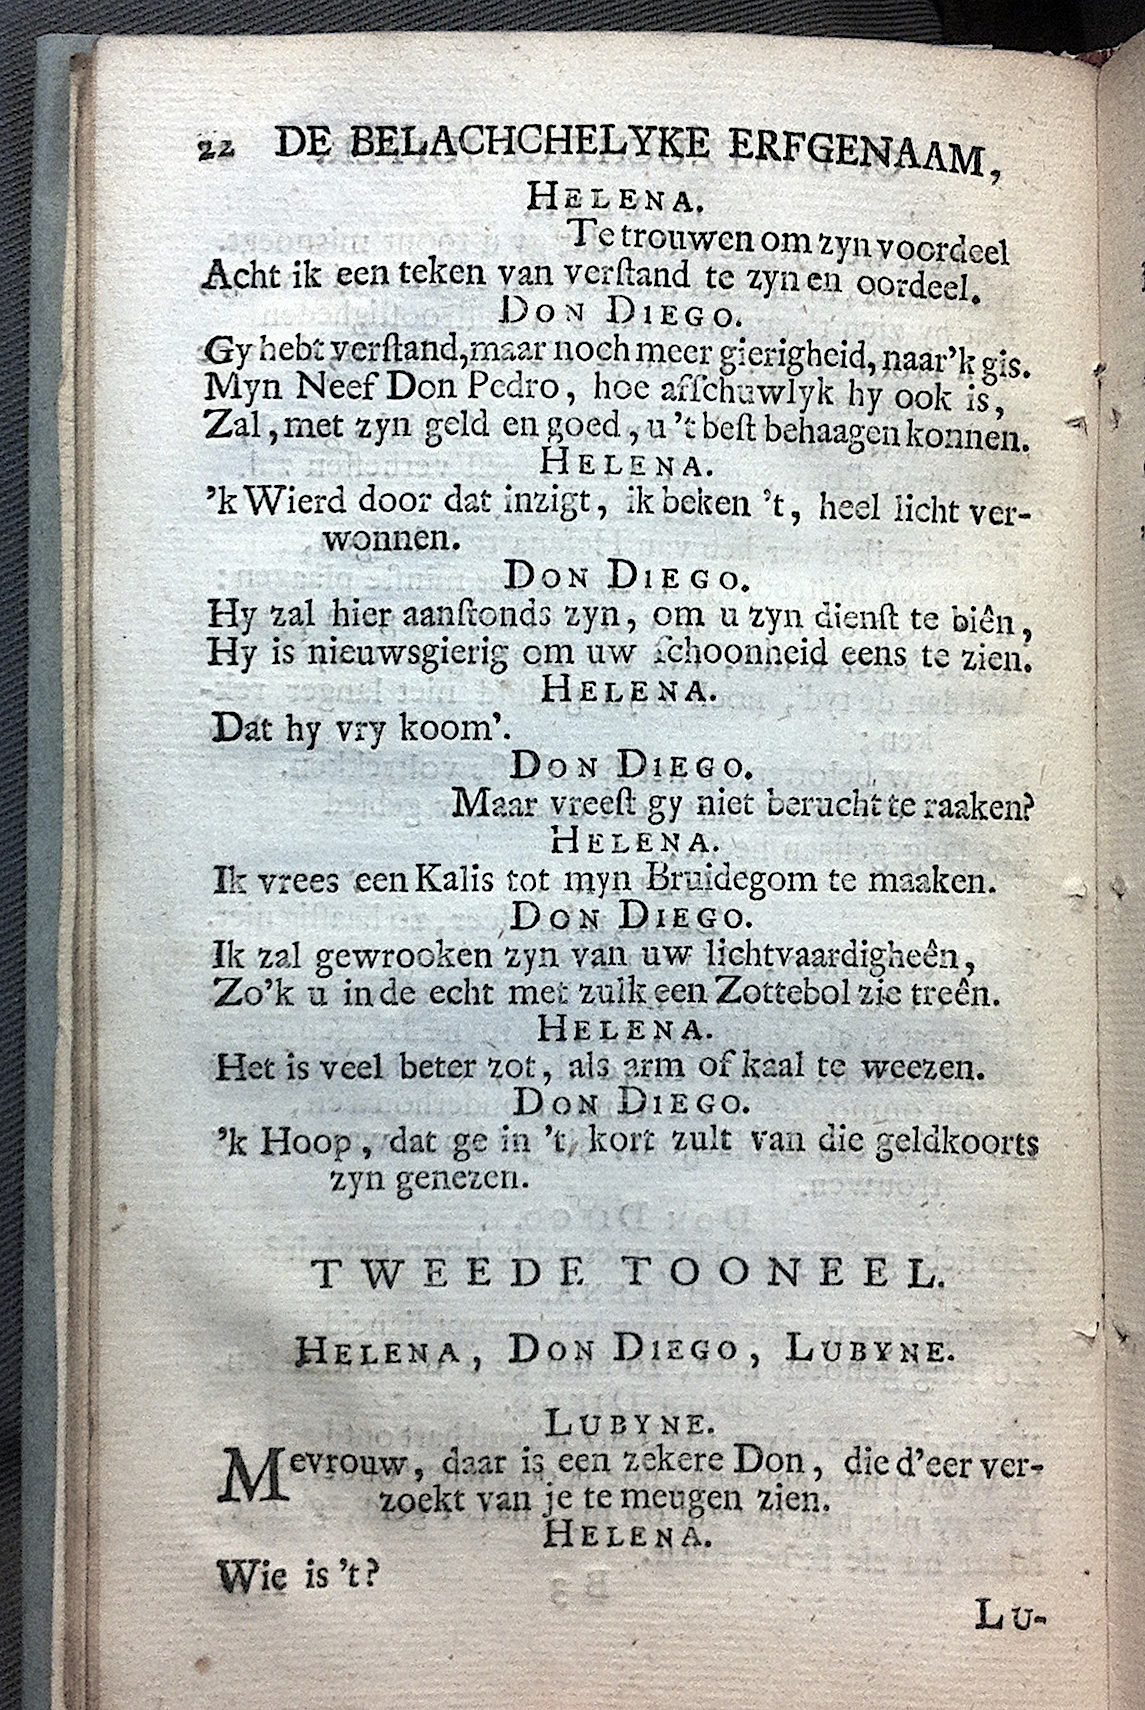 22 DE BELACHCHELYKE ERFGENAAM,
HELENA.
Te trouwen om zyn voordeel
Acht ik een teken van verſtand te zyn en oordeel.
DON DIEGO.
Gy hebt verſtand, maar noch meer gierigheid, naar’k gis.
Myn Neef Don Pedro, hoe afſchuwlyk hy ook is,
Zal, met zyn geld en goed, u ’t beſt behaagen konnen.
HELENA.
’k Wierd door dat inzigt, ik beken ’t, heel licht ver-
wonnen.
DON DIEGO.
Hy zal hier aanſtonds zyn, om u zyn dienſt te biên,
Hy is nieuwsgierig om uw ſchoonheid eens te zien.
HELENA.
Dat hy vry koom’.
DON DIEGO.
Maar vreeſt gy niet berucht te raaken?
HELENA.
Ik vrees een Kalis tot myn Bruidegom te maaken.
DON DIEGO.
Ik zal gewrooken zyn van uw lichtvaardigheên,
Zo’k u in de echt met zulk een Zottebol zie treên.
HELENA.
Het is veel beter zot, als arm of kaal te weezen.
DON DIEGO.
’k Hoop, dat ge in ’t kort zult van die geldkoorts
zyn genezen.
TWEEDE TOONEEL.
HELENA, DON DIEGO, LUBYNE.
LUBYNE.
Mevrouw, daar is een zekere Don, die d’eer ver-
zoekt van je te meugen zien.
HELENA.
Wie is ’t?
LU-